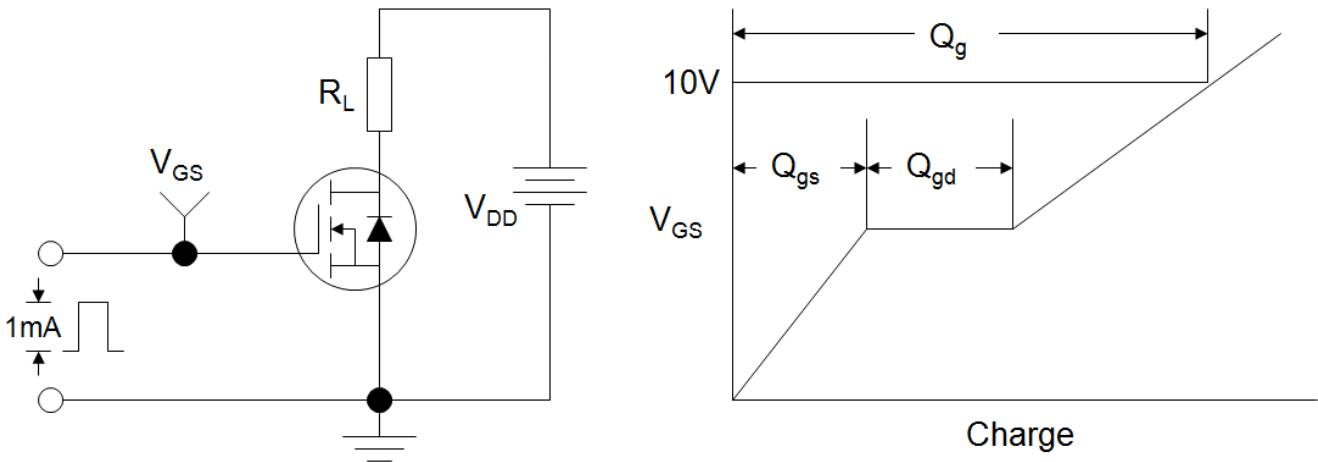 R_L
V_GS
V_DD
1mA
Q_g
10V
Q_gs
Q_gd
V_GS
Charge